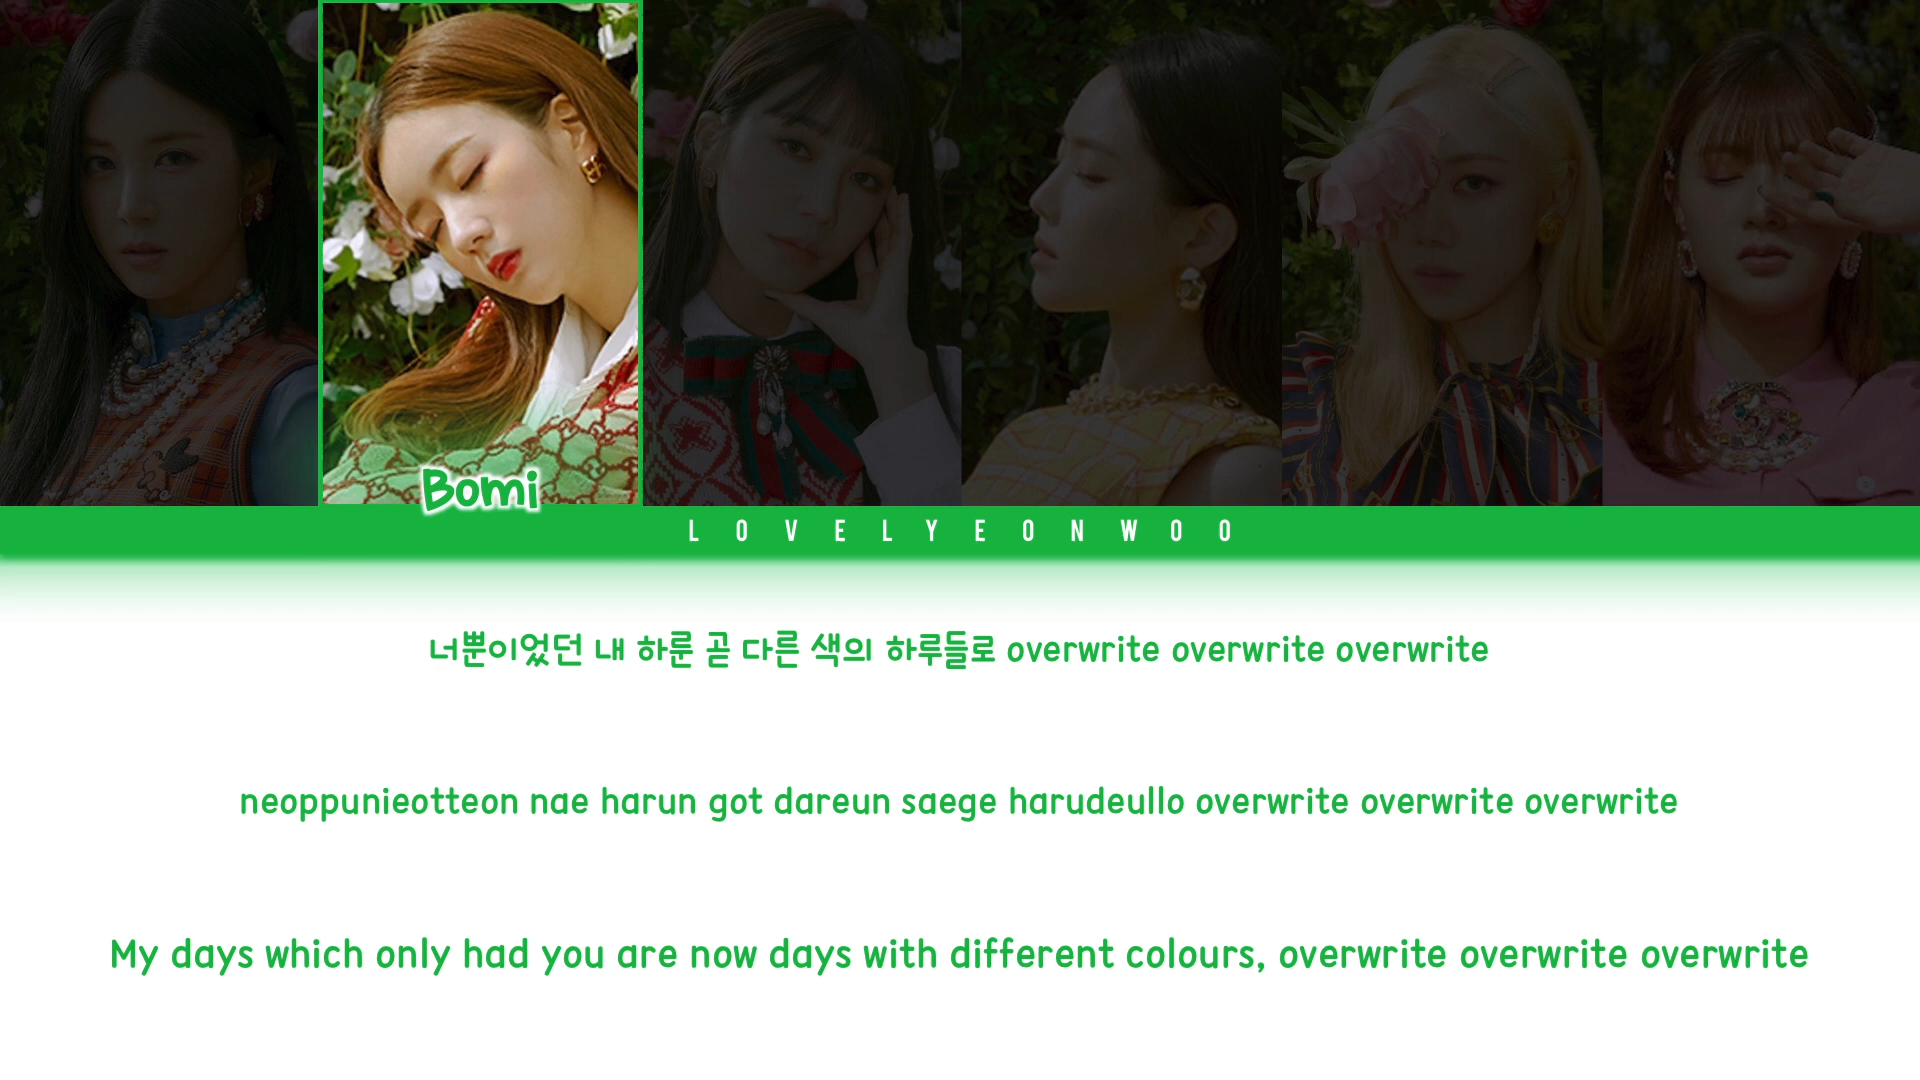 Bomi
LOVELYEONWOO
너뿐이었던 내 하룬 곧 다른 색의 하루들로 overwrite overwrite overwrite
neoppunieotteon nae harun got dareun saege harudeullo overwrite overwrite overwrite
My days which only had you are now days with different colours, overwrite overwrite overwrite